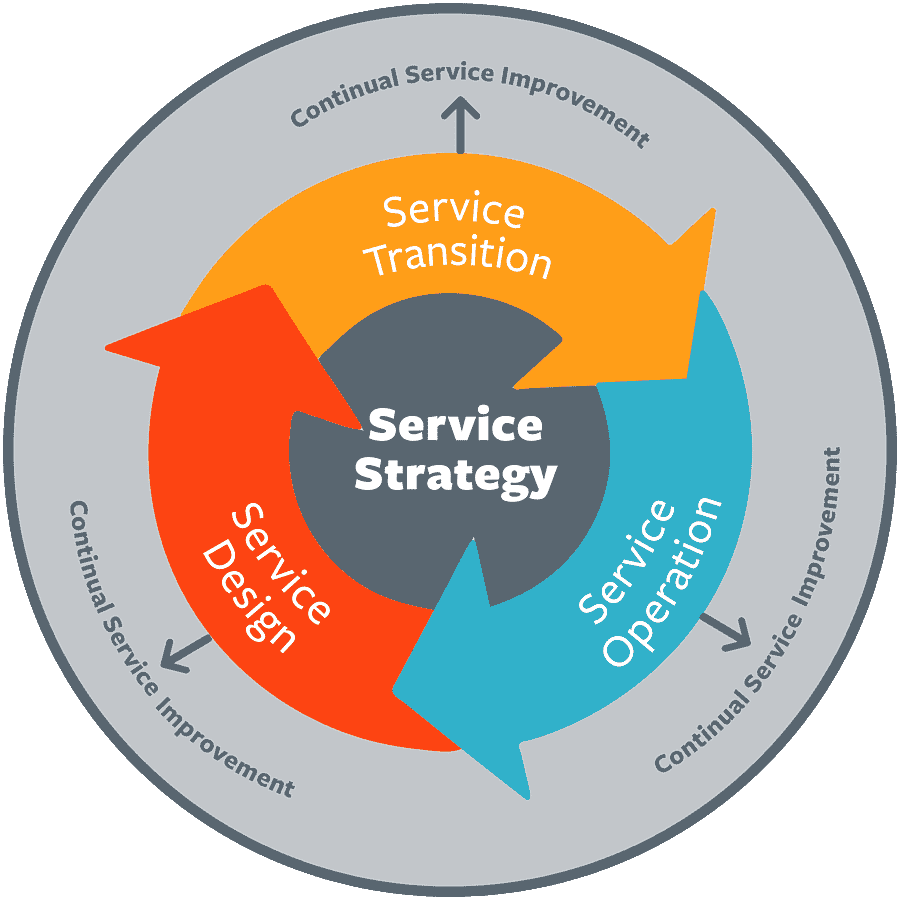 Continual Service Improvement
Service
Transition
Service
Strategy
Service
Design
Service
Operation
Continual Service Improvement
Continual Service Improvement